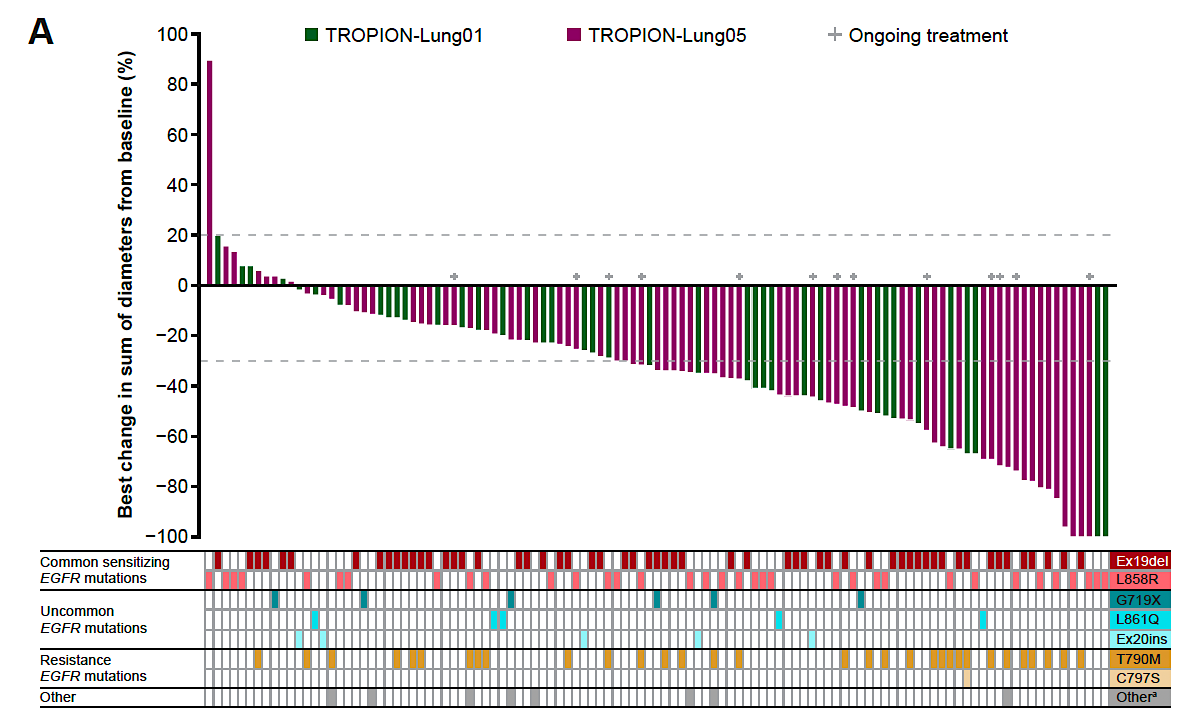 A
TROPION-Lung01
TROPION-Lung05
Ongoing treatment
Best change in sum of diameters from baseline (%)
100
80
60
40
20
0
−20
−40
−60
−80
−100
Common sensitizing
EGFR mutations
Ex19del
L858R
Uncommon
EGFR mutations
G719X
L861Q
Ex20ins
Resistance
EGFR mutations
T790M
C797S
Other
Otherᵃ